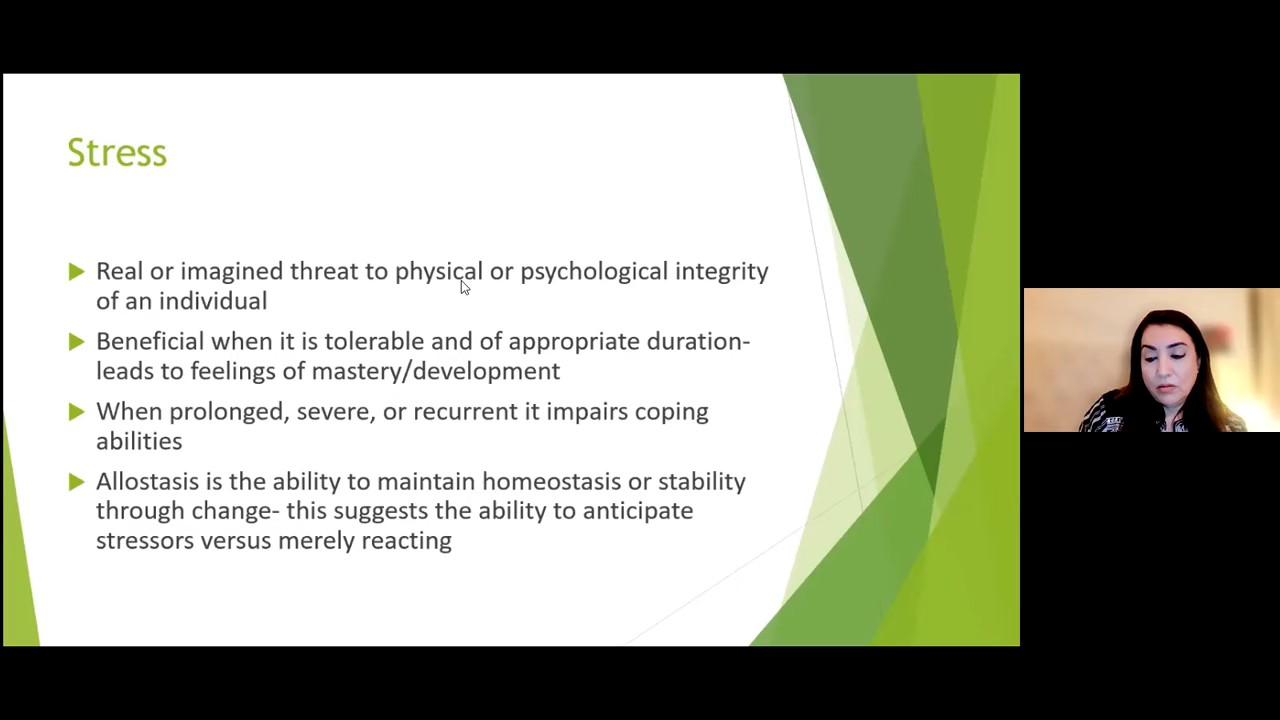 Stress
Real or imagined threat to physical or psychological integrity
of an individual
Beneficial when it is tolerable and of appropriate duration-
leads to feelings of mastery/development
When prolonged, severe, or recurrent it impairs coping
abilities
Allostasis is the ability to maintain homeostasis or stability
through change- this suggests the ability to anticipate
stressors versus merely reacting